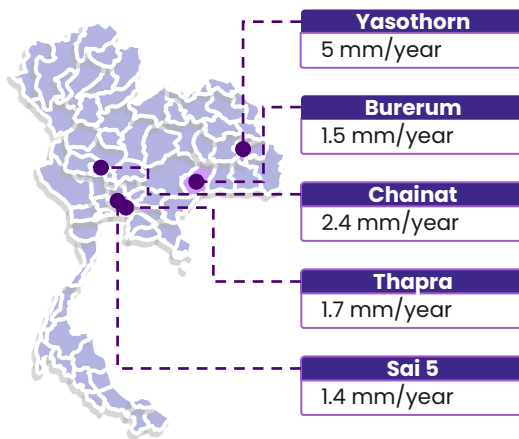 Yasothorn
5 mm/year
Burerum
1.5 mm/year
Chainat
2.4 mm/year
Thapra
1.7 mm/year
Sai 5
1.4 mm/year